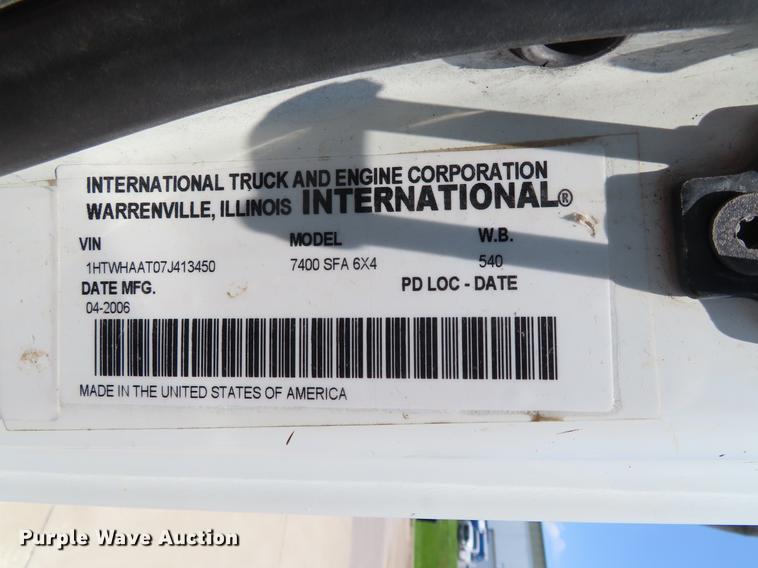 INTERNATIONAL TRUCK AND ENGINE CORPORATION
WARRENVILLE, ILLINOIS INTERNATIONAL®
VIN MODEL W.B.
1HTWHAAT07J413450 7400 SFA 6X4 540
DATE MFG. PD LOC - DATE
04-2006
MADE IN THE UNITED STATES OF AMERICA
Purple Wave Auction